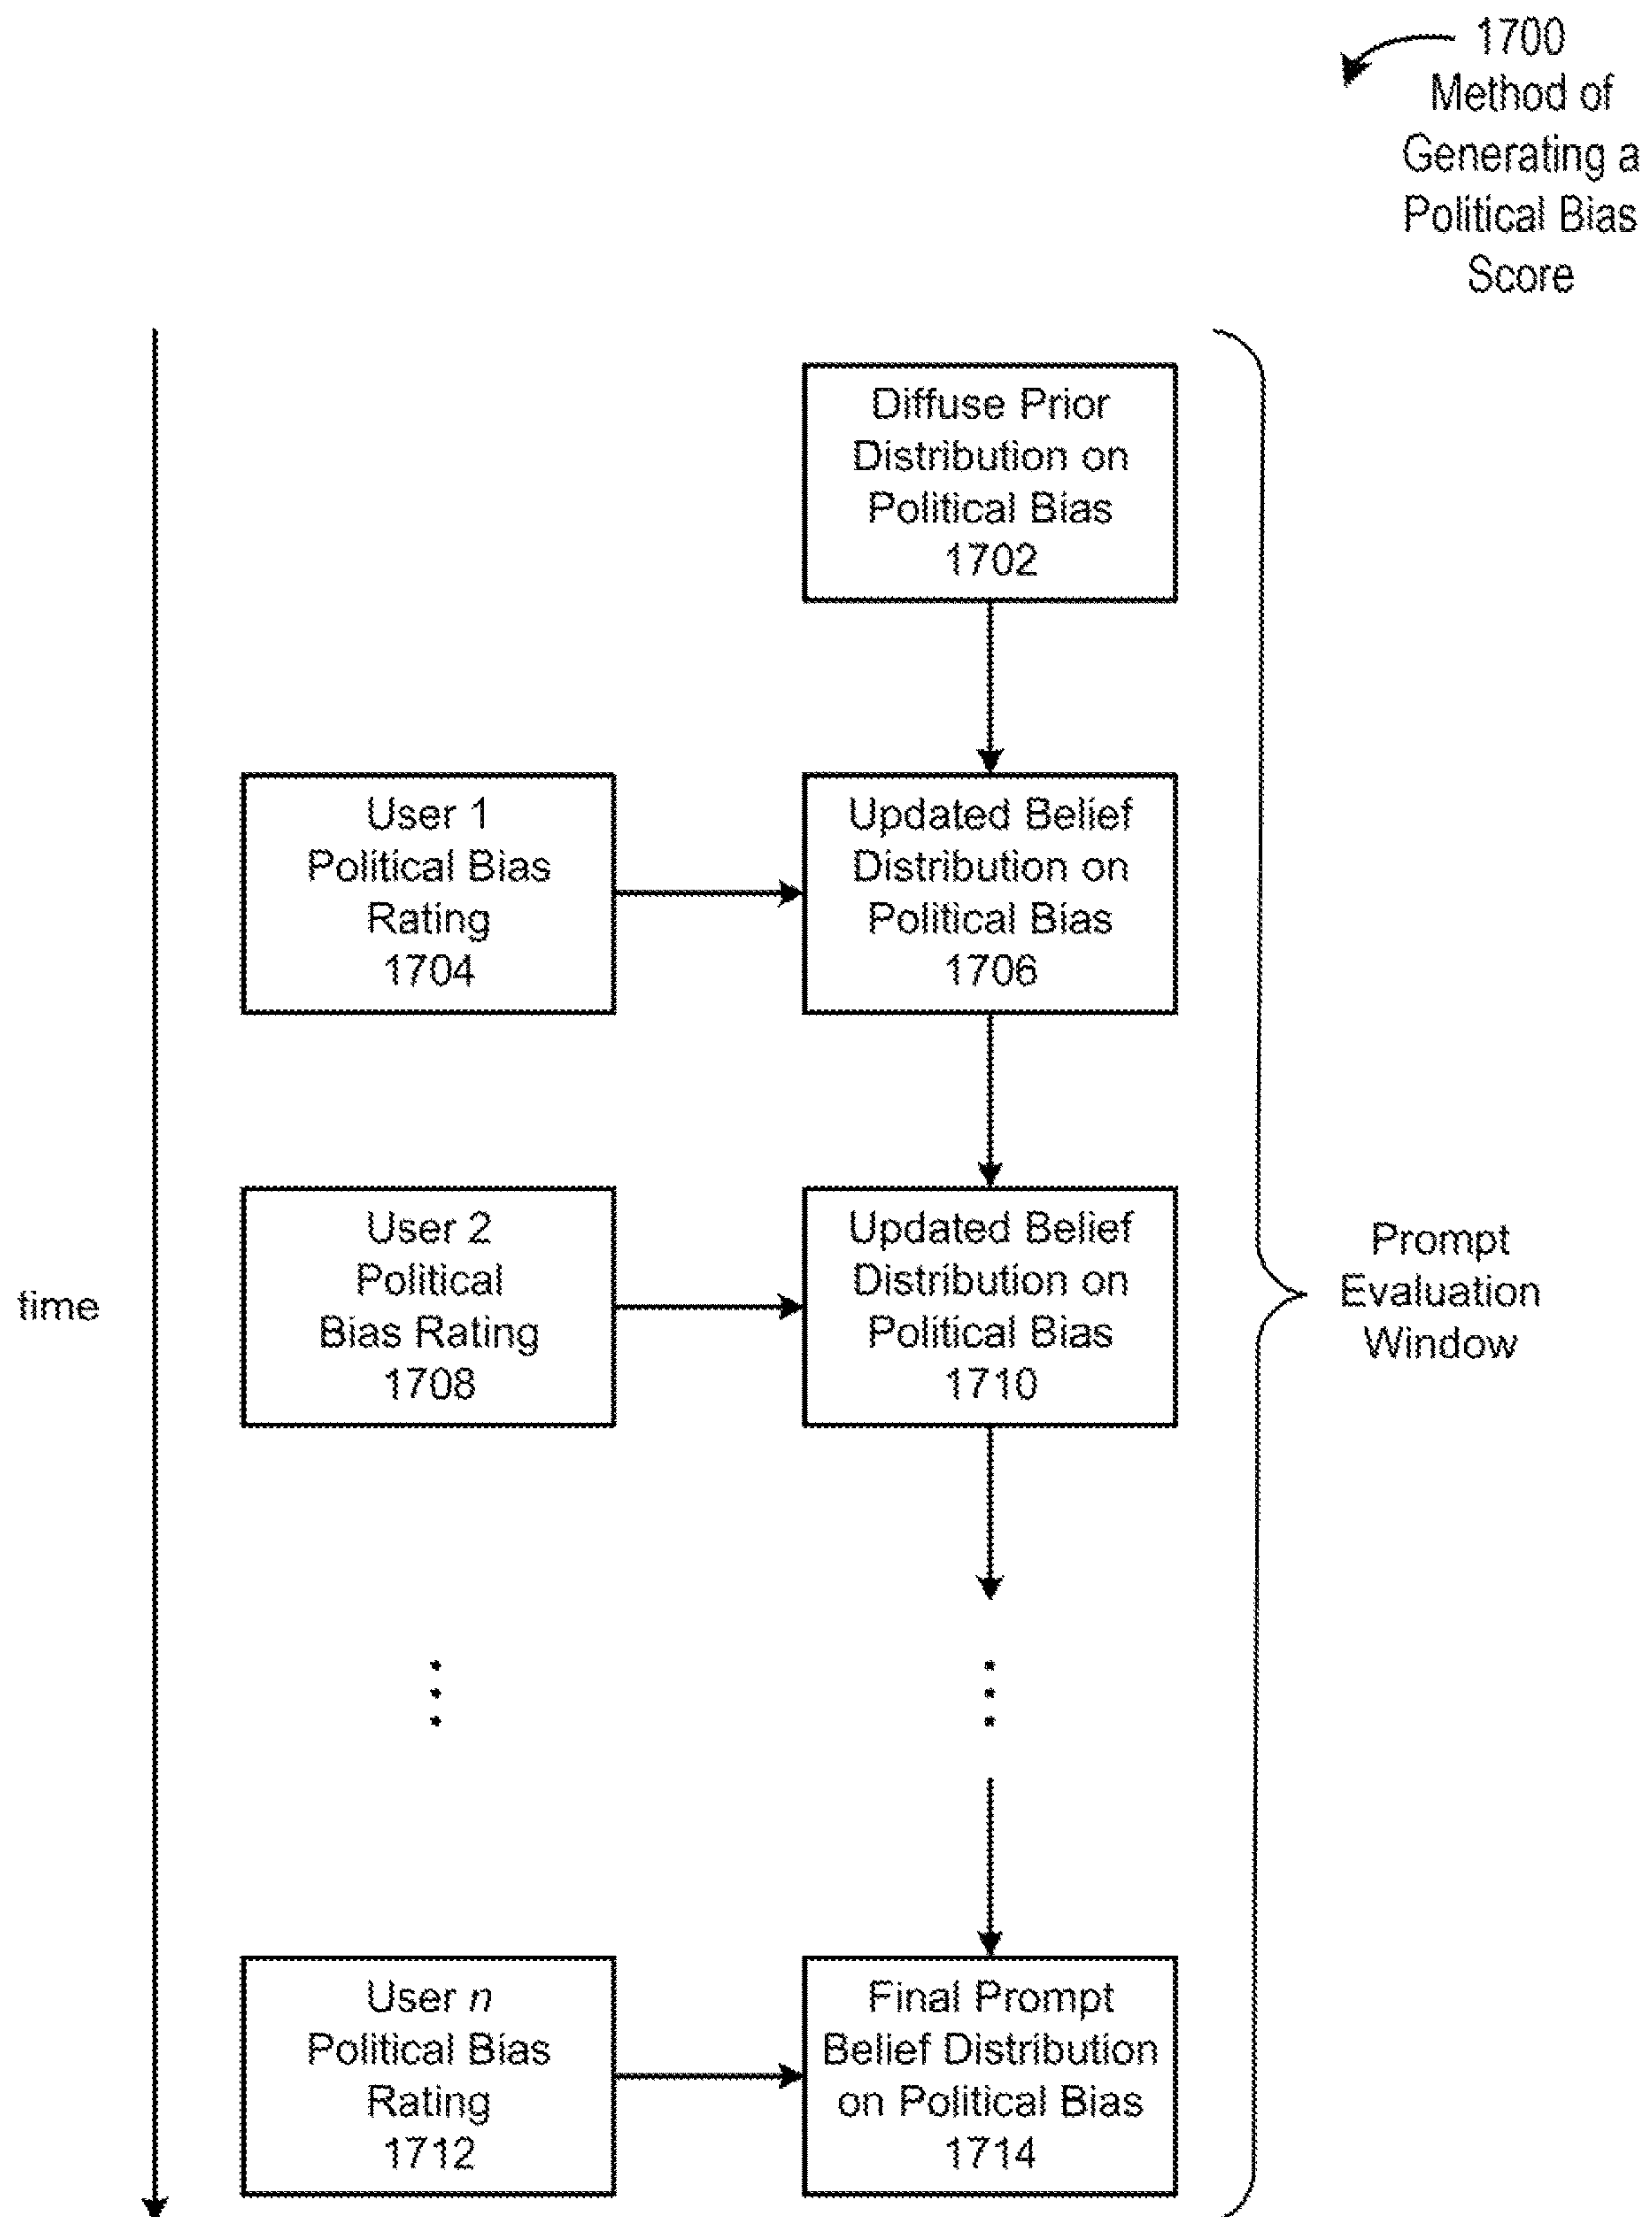 1700
Method of
Generating a
Political Bias
Score
Diffuse Prior
Distribution on
Political Bias
1702
User 1
Political Bias
Rating
1704
Updated Belief
Distribution on
Political Bias
1706
User 2
Political
Bias Rating
1708
Updated Belief
Distribution on
Political Bias
1710
time
Prompt
Evaluation
Window
User n
Political Bias
Rating
1712
Final Prompt
Belief Distribution
on Political Bias
1714